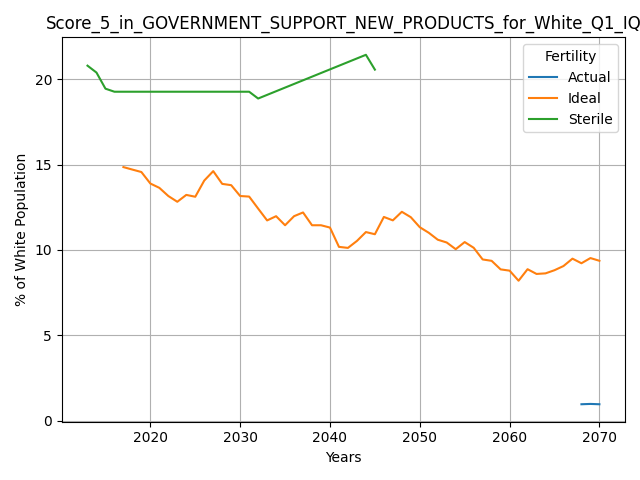 Score_5_in_GOVERNMENT_SUPPORT_NEW_PRODUCTS_for_White_Q1_IQ
Fertility
Actual
Ideal
Sterile
% of White Population
20
15
10
5
0
2020 2030 2040 2050 2060 2070
Years